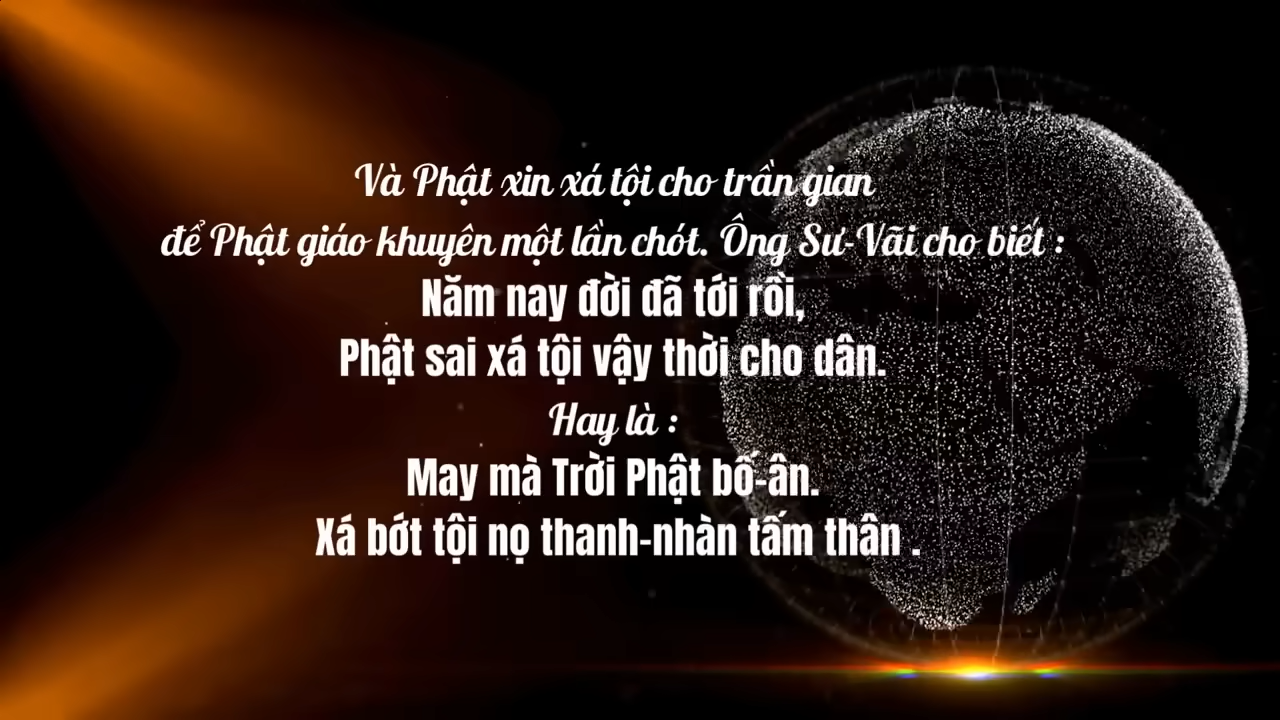 Và Phật xin xá tội cho trần gian
để Phật giáo khuyên một lần chót. Ông Sư-Vãi cho biết :
Năm nay đời đã tới rồi,
Phật sai xá tội vậy thời cho dân.
Hay là :
May mà Trời Phật bố-ân.
Xá bớt tội nọ thanh-nhàn tấm thân .